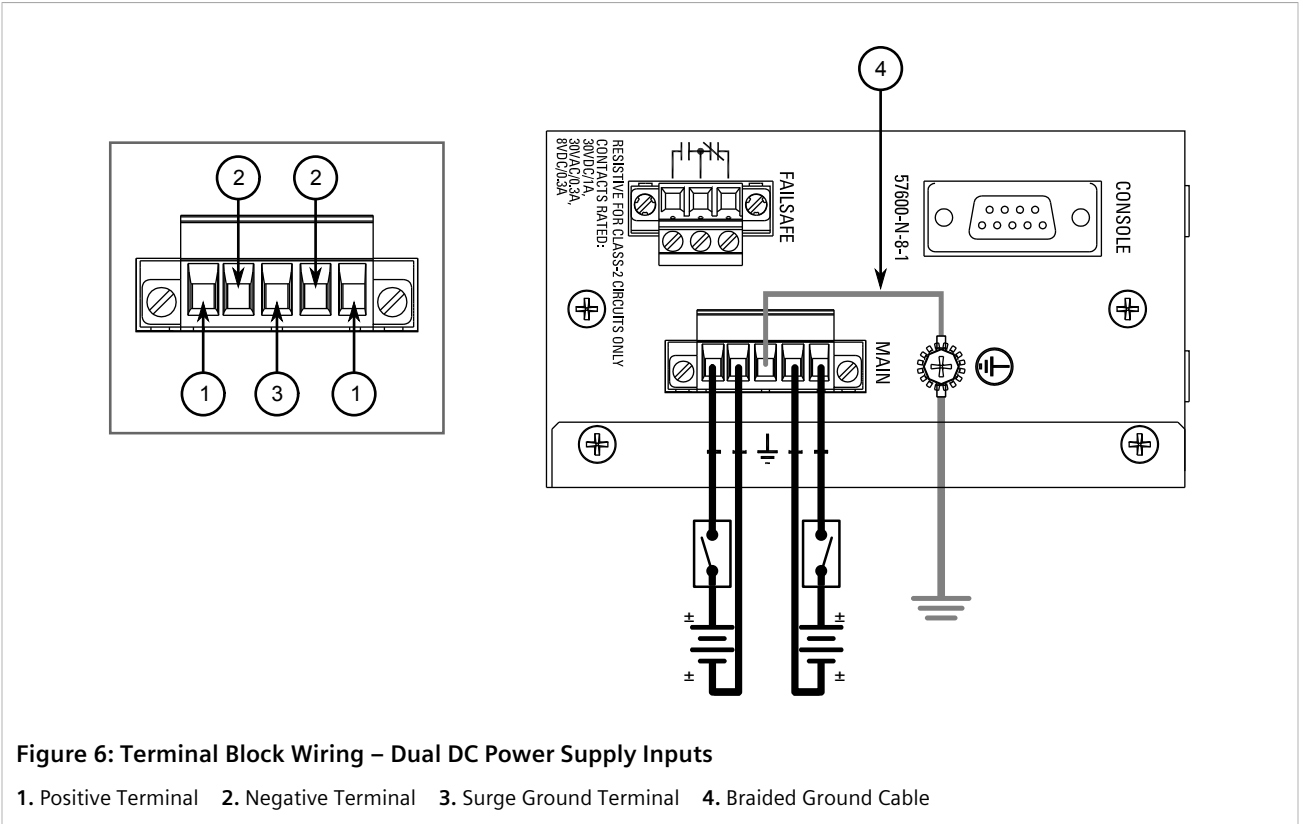 4
2 2
1 3 1
RESISTIVE FOR CLASS-2 CIRCUITS ONLY
CONTACTS RATED:
30VDC/1A,
30VAC/0.3A,
8VDC/0.3A
FAILSAFE
57600-N-8-1
CONSOLE
MAIN
± ±
± ±
Figure 6: Terminal Block Wiring – Dual DC Power Supply Inputs
1. Positive Terminal 2. Negative Terminal 3. Surge Ground Terminal 4. Braided Ground Cable